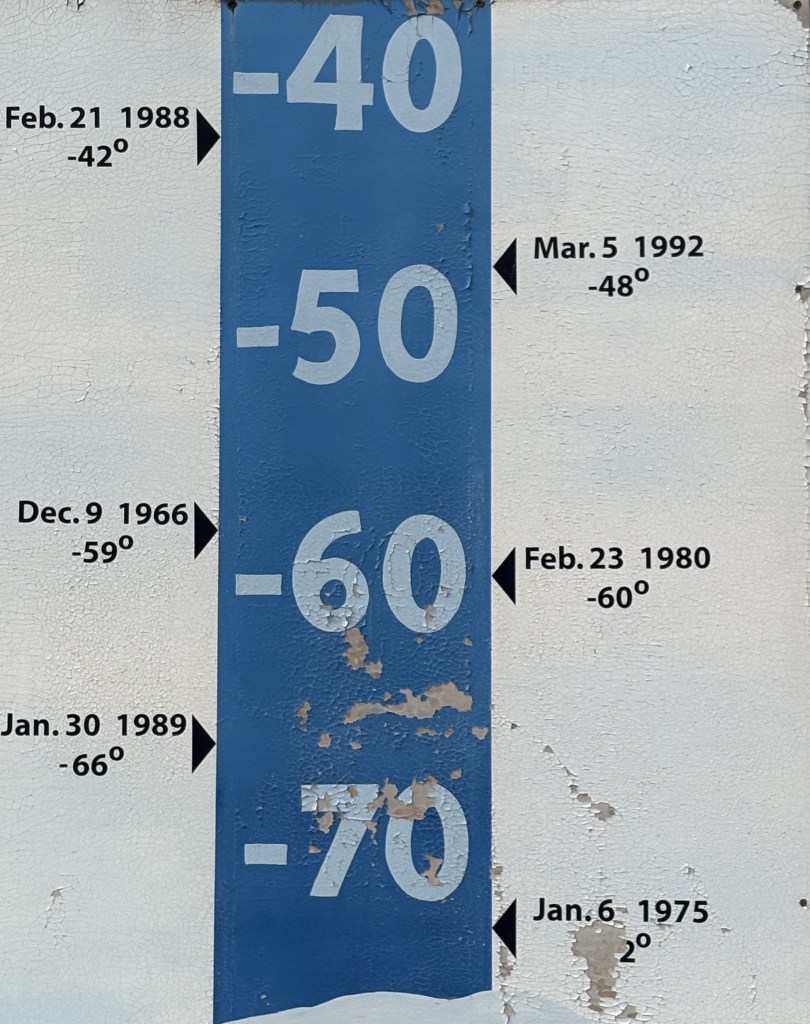 -40
Feb. 21 1988
-42°
Mar. 5 1992
-48°
-50
Dec. 9 1966
-59°
-60
Feb. 23 1980
-60°
Jan. 30 1989
-66°
-70
Jan. 6 1975
2°